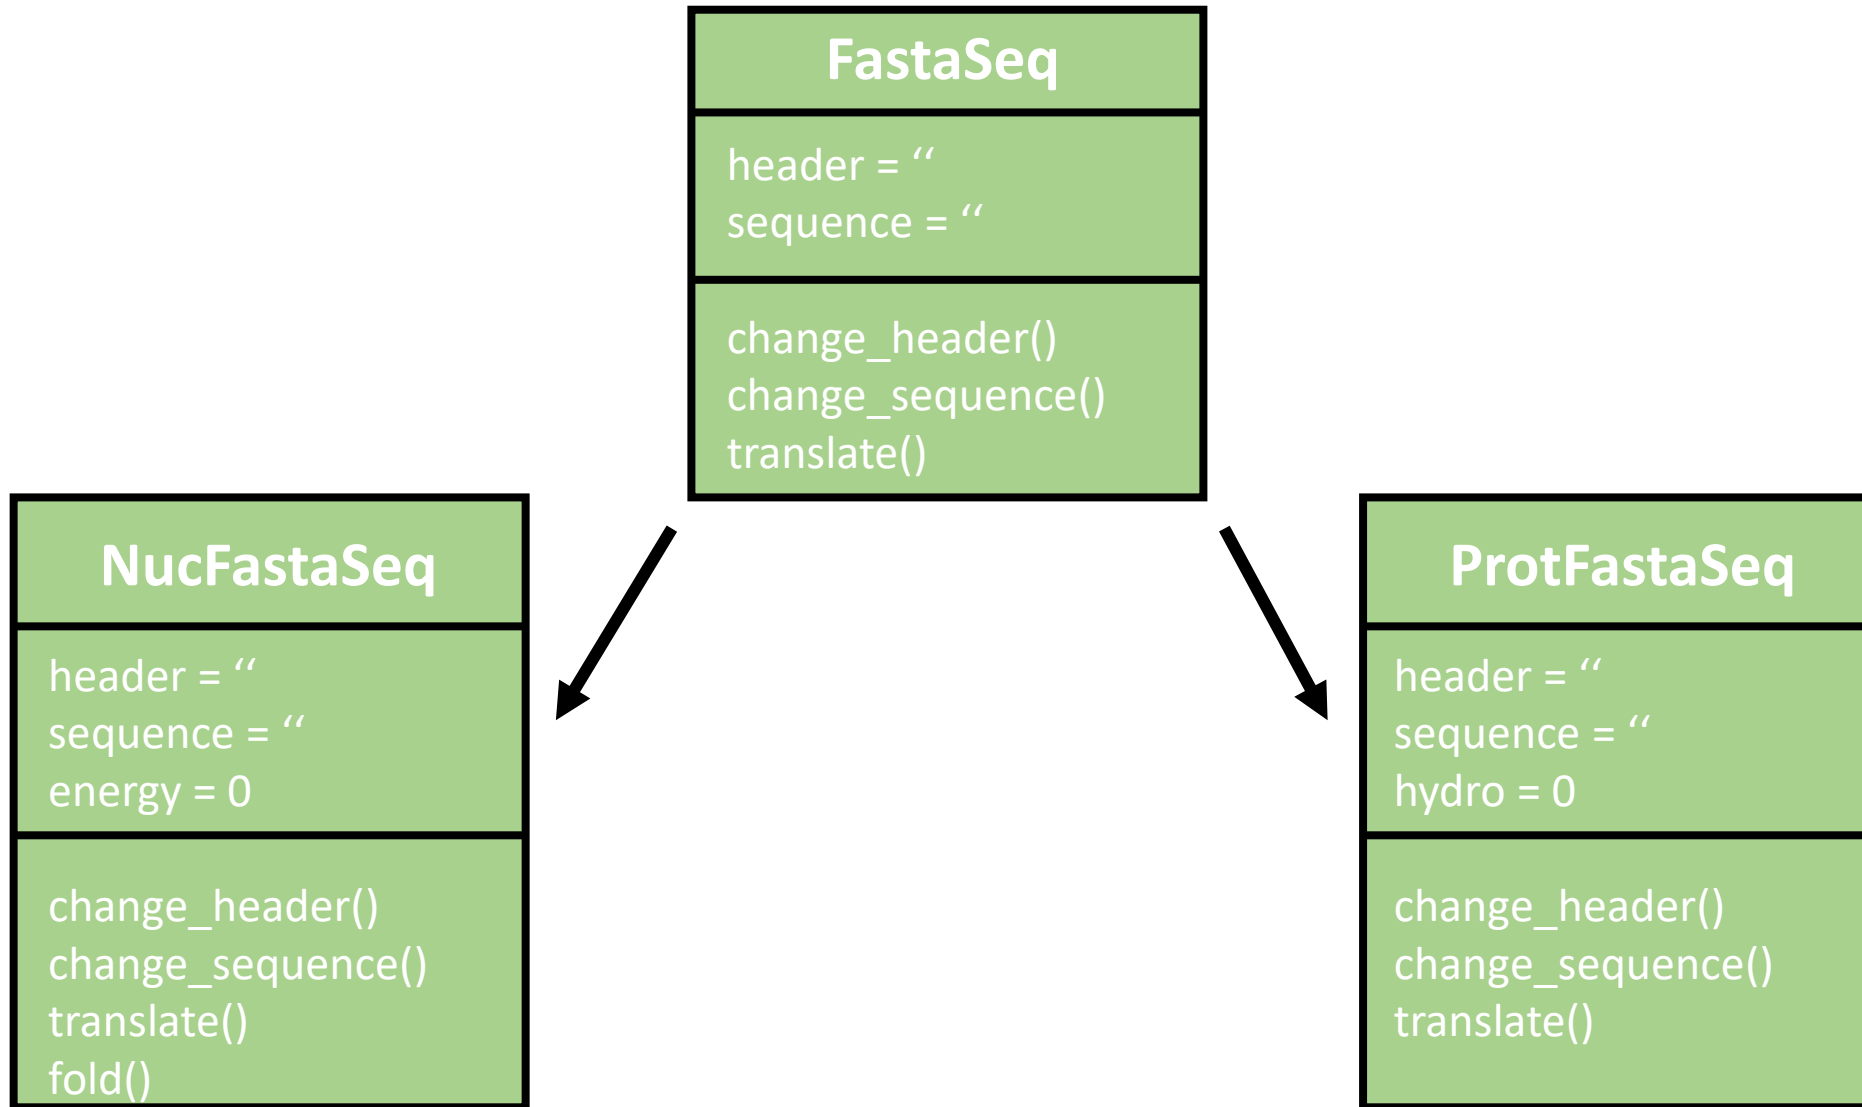 FastaSeq
header = “
sequence = “
change_header()
change_sequence()
translate()
NucFastaSeq
header = “
sequence = “
energy = 0
change_header()
change_sequence()
translate()
fold()
ProtFastaSeq
header = “
sequence = “
hydro = 0
change_header()
change_sequence()
translate()